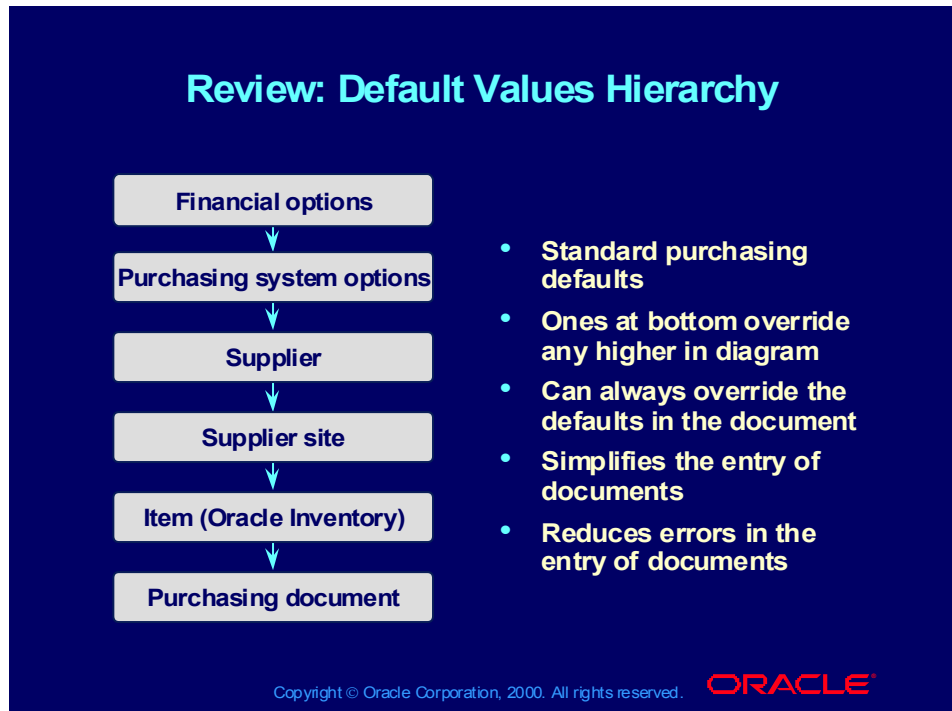 Review: Default Values Hierarchy
Financial options
Purchasing system options
Supplier
Supplier site
Item (Oracle Inventory)
Purchasing document
• Standard purchasing
defaults
• Ones at bottom override
any higher in diagram
• Can always override the
defaults in the document
• Simplifies the entry of
documents
• Reduces errors in the
entry of documents
Copyright © Oracle Corporation, 2000. All rights reserved.
ORACLE®